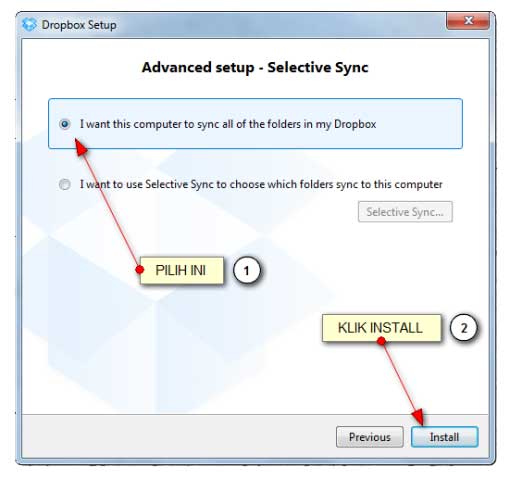 Dropbox Setup
Advanced setup - Selective Sync
I want this computer to sync all of the folders in my Dropbox
I want to use Selective Sync to choose which folders sync to this computer
Selective Sync...
PILIH INI 1
KLIK INSTALL 2
Previous Install